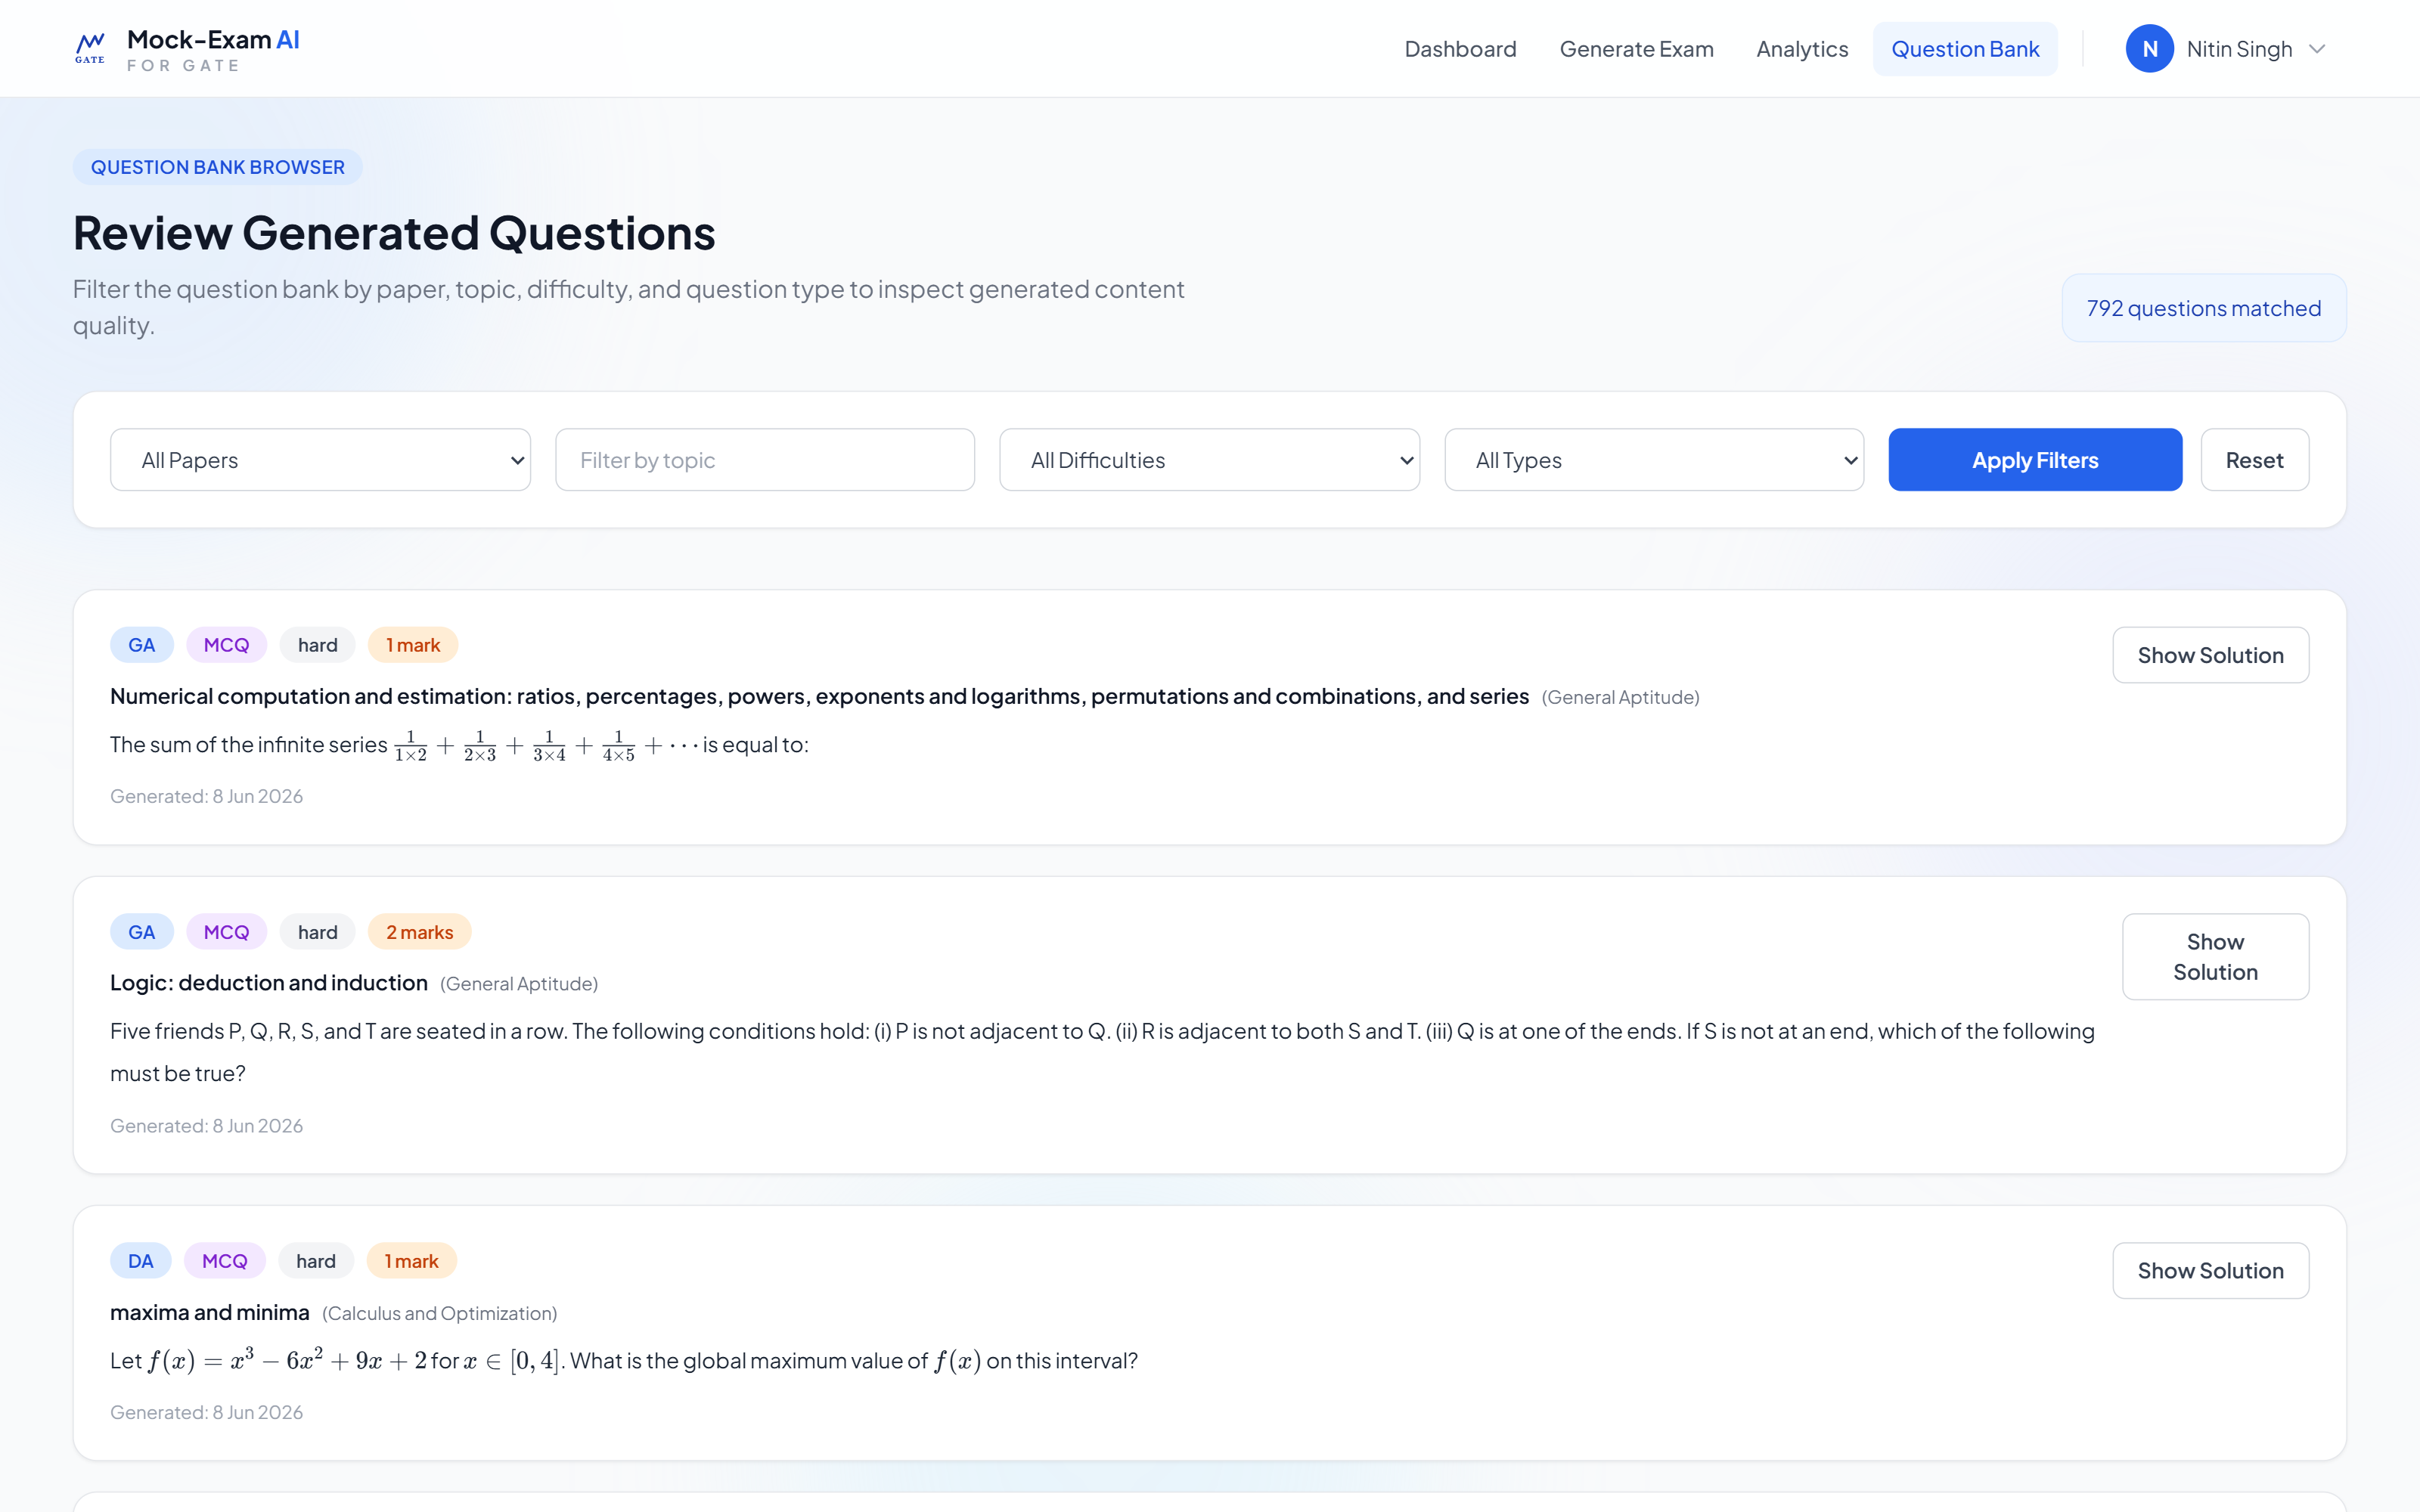 GATE
Mock-Exam AI
FOR GATE
Dashboard
Generate Exam
Analytics
Question Bank
N
Nitin Singh
QUESTION BANK BROWSER
Review Generated Questions
Filter the question bank by paper, topic, difficulty, and question type to inspect generated content
quality.
792 questions matched
All Papers
Filter by topic
All Difficulties
All Types
Apply Filters
Reset
GA
MCQ
hard
1 mark
Show Solution
Numerical computation and estimation: ratios, percentages, powers, exponents and logarithms, permutations and combinations, and series (General Aptitude)
The sum of the infinite series 1/(1×2) + 1/(2×3) + 1/(3×4) + 1/(4×5) + ··· is equal to:
Generated: 8 Jun 2026
GA
MCQ
hard
2 marks
Show
Solution
Logic: deduction and induction (General Aptitude)
Five friends P, Q, R, S, and T are seated in a row. The following conditions hold: (i) P is not adjacent to Q. (ii) R is adjacent to both S and T. (iii) Q is at one of the ends. If S is not at an end, which of the following
must be true?
Generated: 8 Jun 2026
DA
MCQ
hard
1 mark
Show Solution
maxima and minima (Calculus and Optimization)
Let f(x) = x³ − 6x² + 9x + 2 for x ∈ [0, 4]. What is the global maximum value of f(x) on this interval?
Generated: 8 Jun 2026